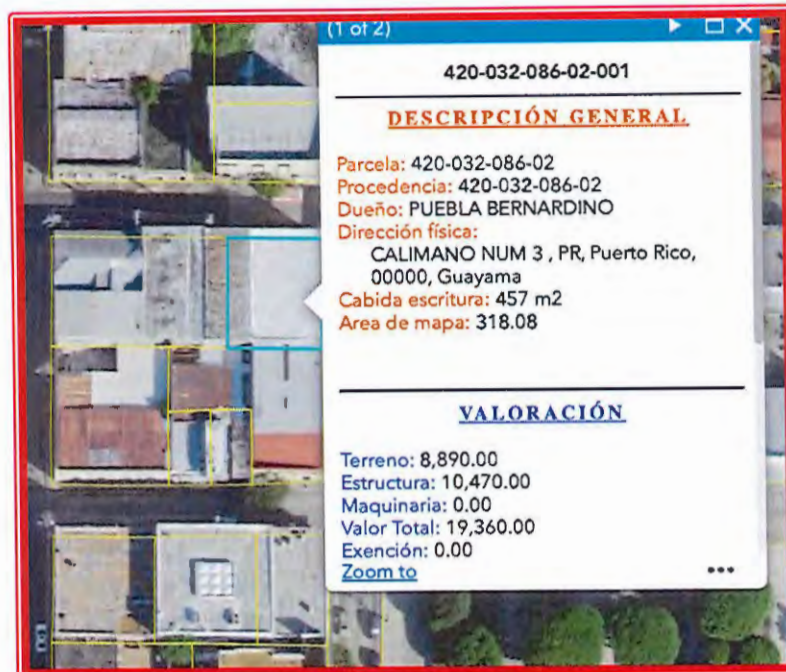 (1 of 2)
420-032-086-02-001
DESCRIPCIÓN GENERAL
Parcela: 420-032-086-02
Procedencia: 420-032-086-02
Dueño: PUEBLA BERNARDINO
Dirección física:
CALIMANO NUM 3 , PR, Puerto Rico,
00000, Guayama
Cabida escritura: 457 m2
Area de mapa: 318.08
VALORACIÓN
Terreno: 8,890.00
Estructura: 10,470.00
Maquinaria: 0.00
Valor Total: 19,360.00
Exención: 0.00
Zoom to